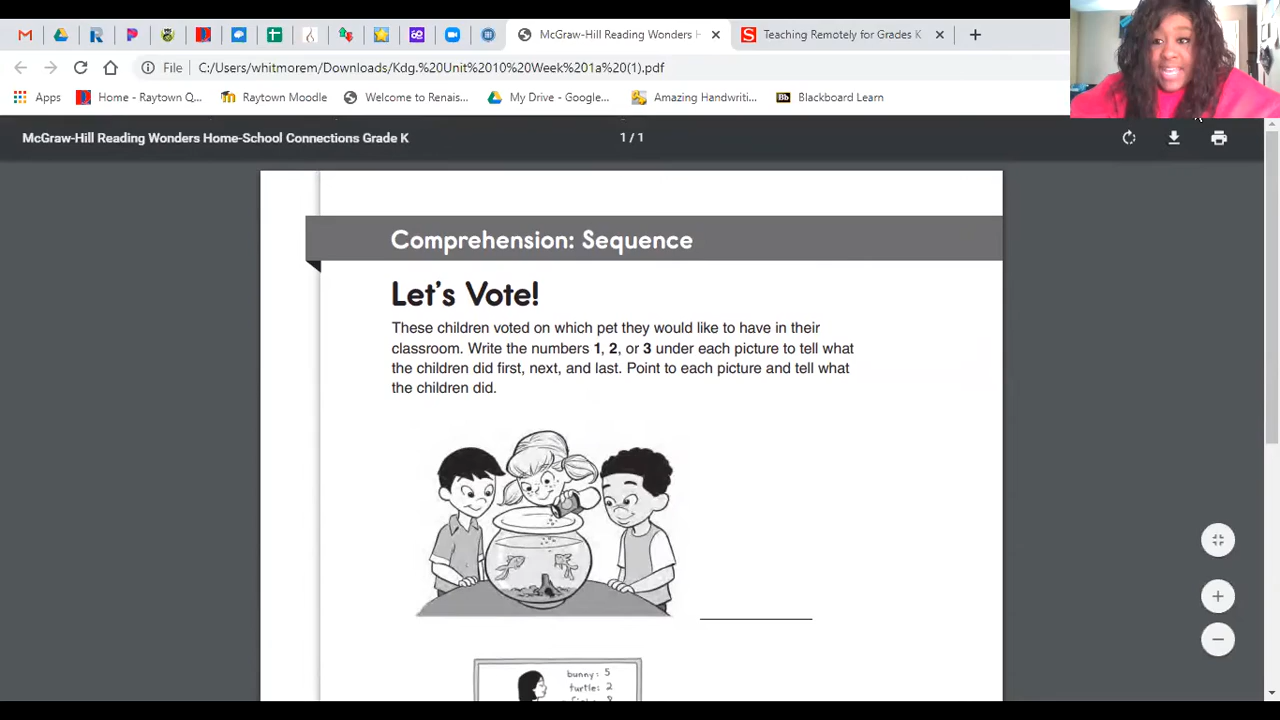 McGraw-Hill Reading Wonders H
Teaching Remotely for Grades K
File
C:/Users/whitmorem/Downloads/Kdg.%20Unit%2010%20Week%201a%20(1).pdf
Apps
Home - Raytown Q...
Raytown Moodle
Welcome to Renais...
My Drive - Google...
Amazing Handwriti...
Bb Blackboard Learn
McGraw-Hill Reading Wonders Home-School Connections Grade K
1 / 1
Comprehension: Sequence
Let's Vote!
These children voted on which pet they would like to have in their
classroom. Write the numbers 1, 2, or 3 under each picture to tell what
the children did first, next, and last. Point to each picture and tell what
the children did.
bunny: 5
turtle: 2